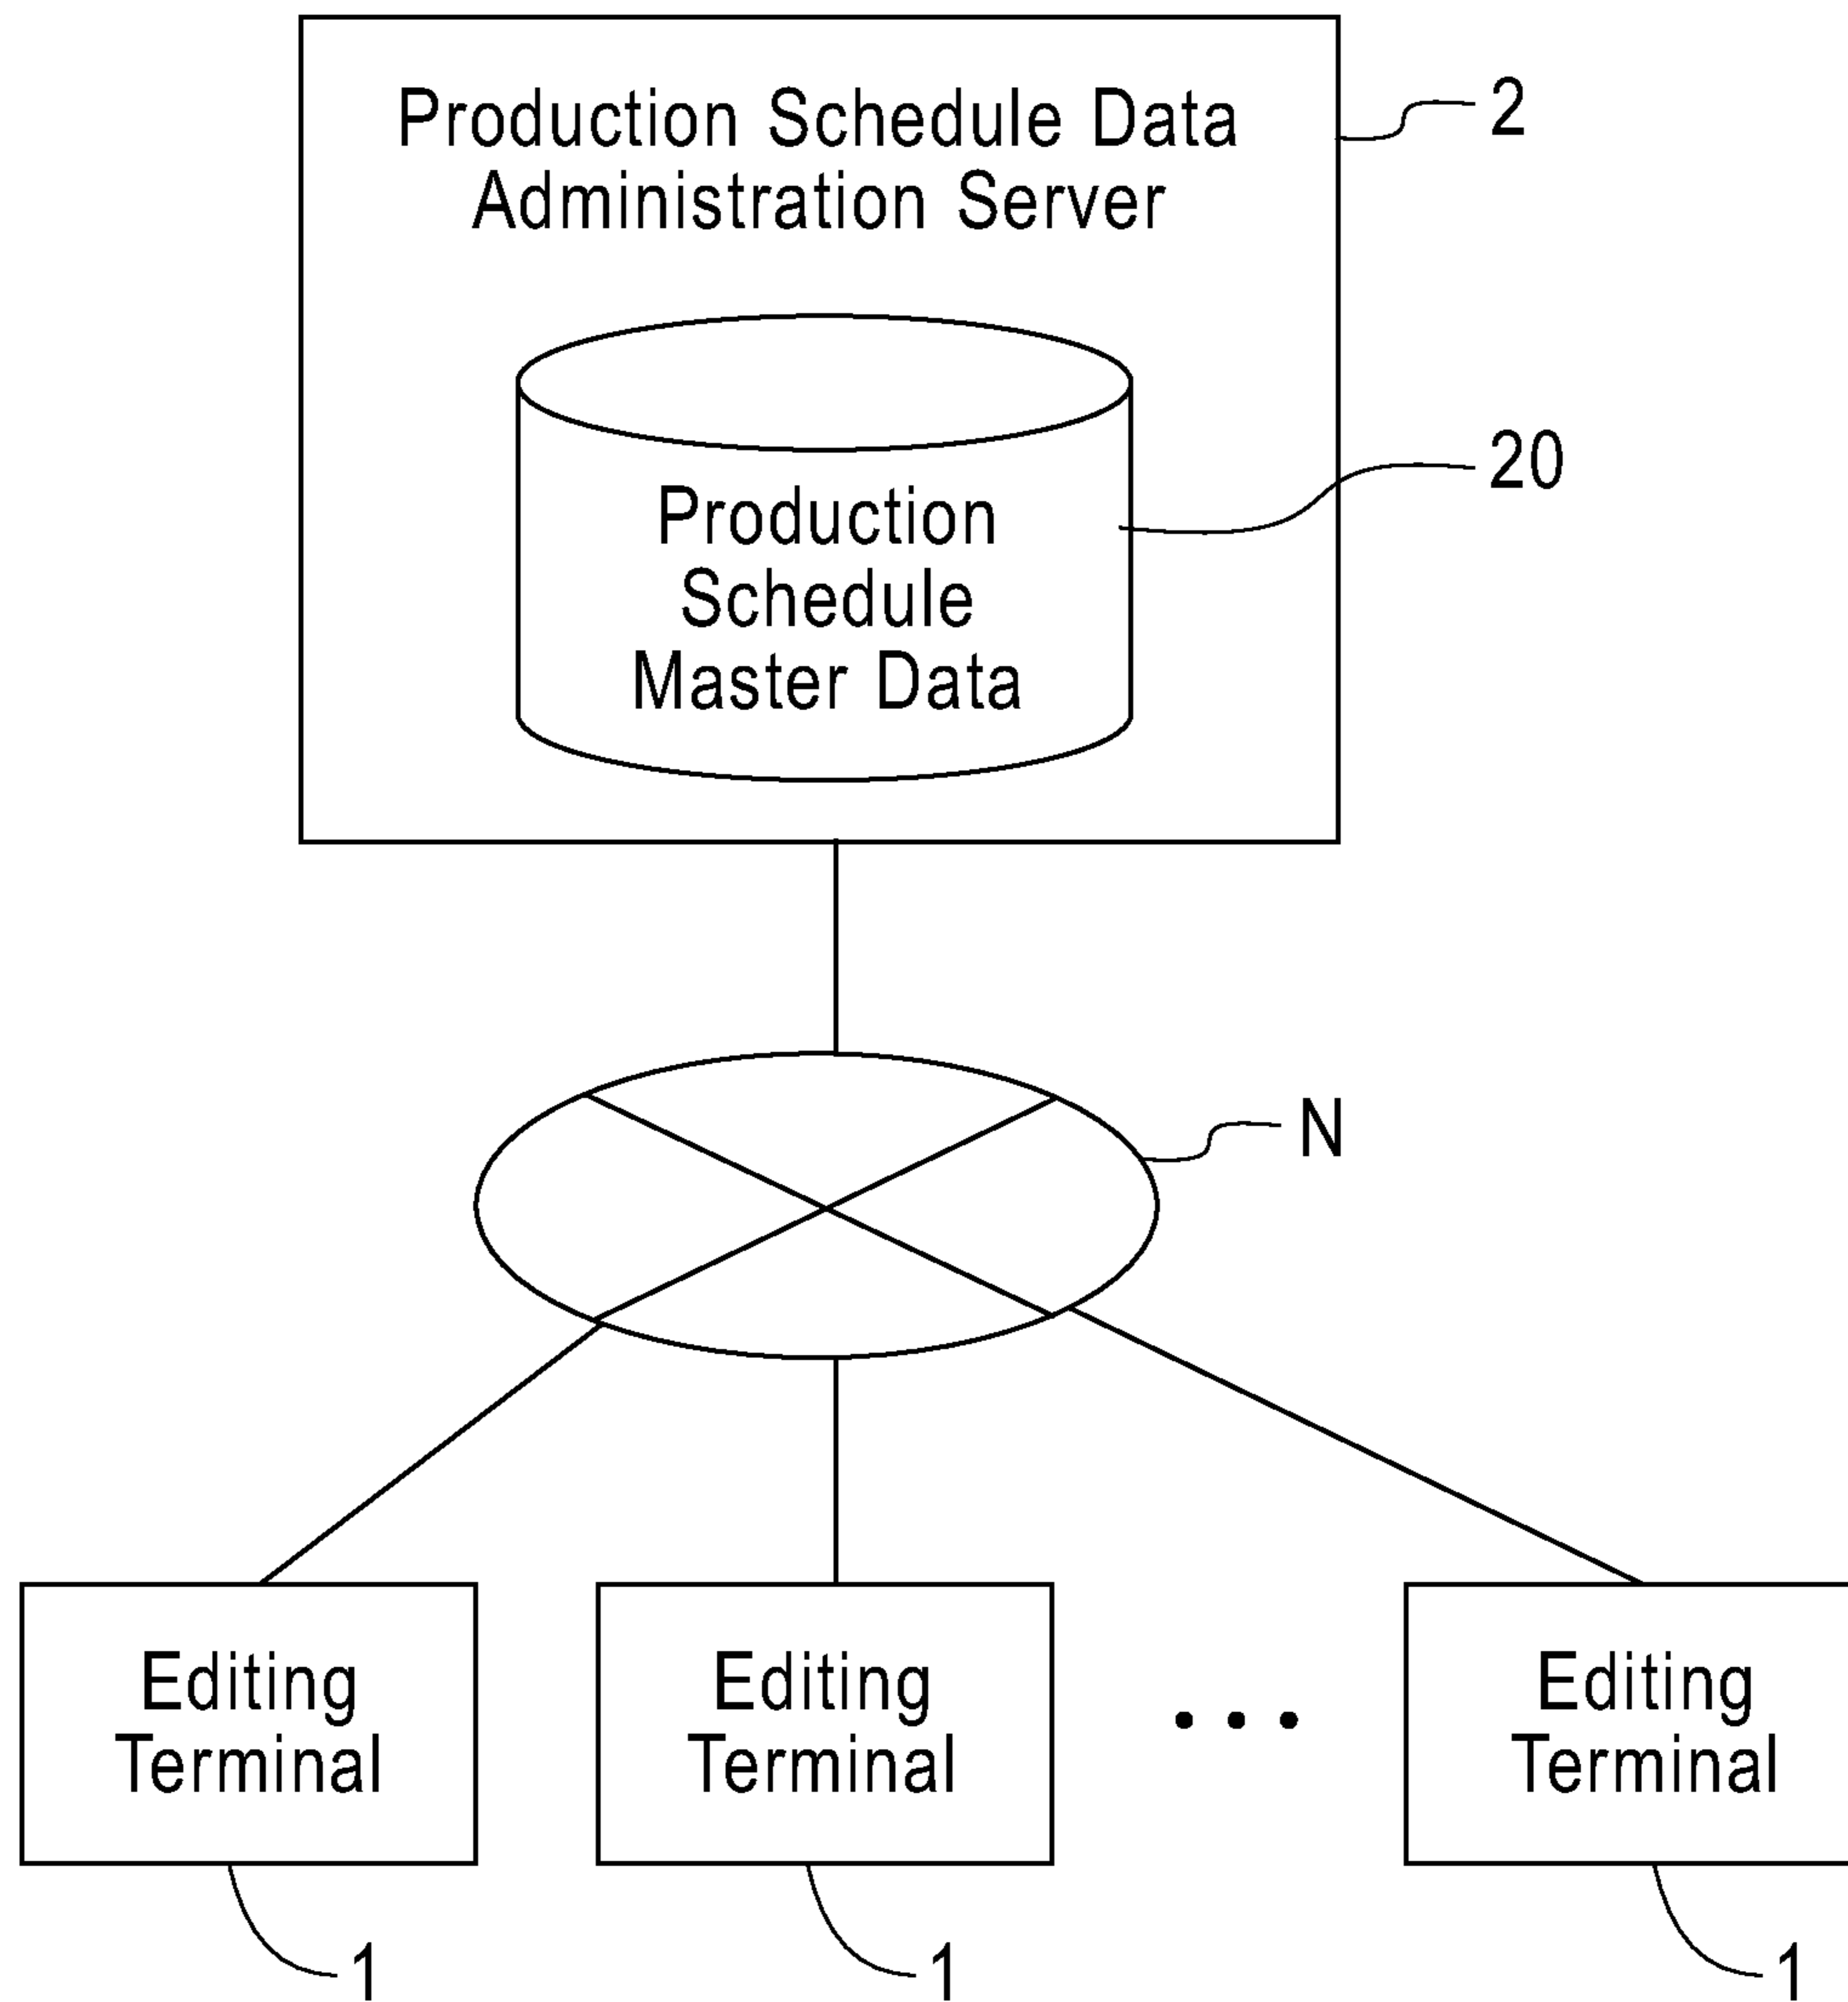 Production Schedule Data
Administration Server
2
Production
Schedule
Master Data
20
N
Editing
Terminal
Editing
Terminal
• • •
Editing
Terminal
1
1
1